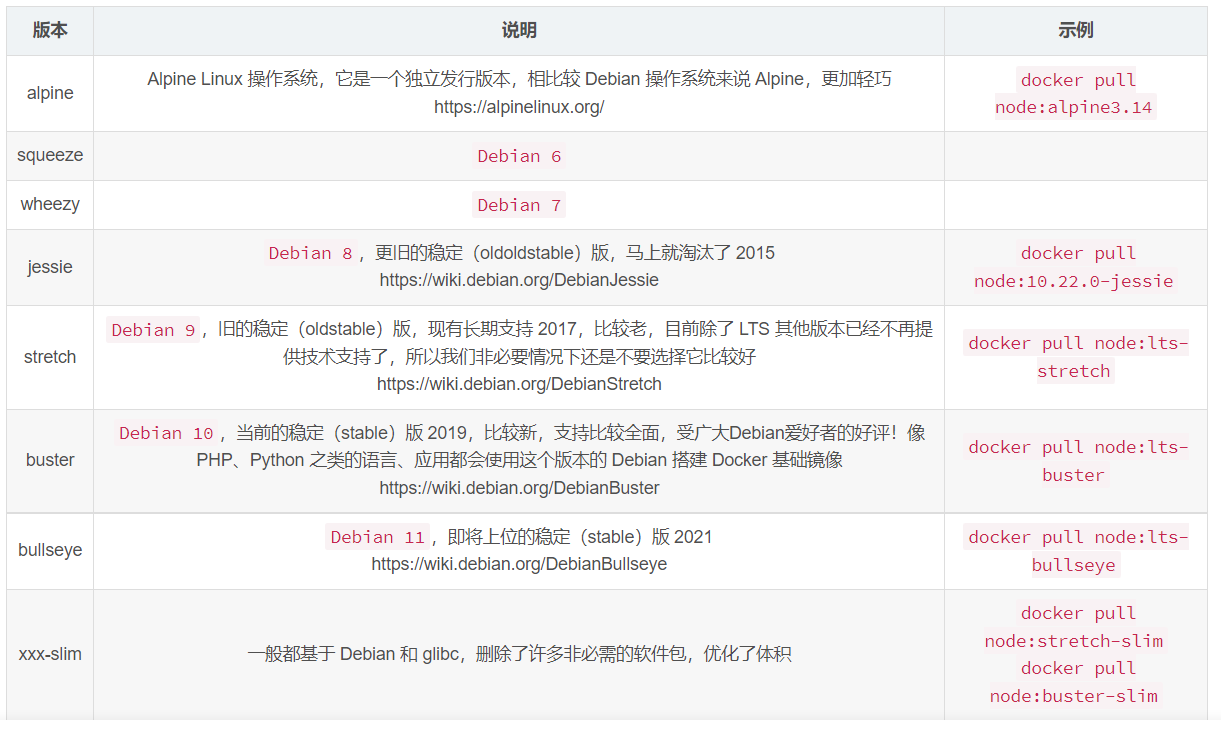 版本 说明 示例
alpine
Alpine Linux 操作系统，它是一个独立发行版本，相比较 Debian 操作系统来说 Alpine，更加轻巧
https://alpinelinux.org/
docker pull
node:alpine3.14
squeeze
Debian 6
wheezy
Debian 7
jessie
Debian 8，更旧的稳定（oldoldstable）版，马上就淘汰了 2015
https://wiki.debian.org/DebianJessie
docker pull
node:10.22.0-jessie
stretch
Debian 9，旧的稳定（oldstable）版，现有长期支持 2017，比较老，目前除了 LTS 其他版本已经不再提
供技术支持了，所以我们非必要情况下还是不要选择它比较好
https://wiki.debian.org/DebianStretch
docker pull node:lts-
stretch
buster
Debian 10，当前的稳定（stable）版 2019，比较新，支持比较全面，受广大Debian爱好者的好评！像
PHP、Python 之类的语言、应用都会使用这个版本的 Debian 搭建 Docker 基础镜像
https://wiki.debian.org/DebianBuster
docker pull node:lts-
buster
bullseye
Debian 11，即将上位的稳定（stable）版 2021
https://wiki.debian.org/DebianBullseye
docker pull node:lts-
bullseye
xxx-slim
一般都基于 Debian 和 glibc，删除了许多非必需的软件包，优化了体积
docker pull
node:stretch-slim
docker pull
node:buster-slim